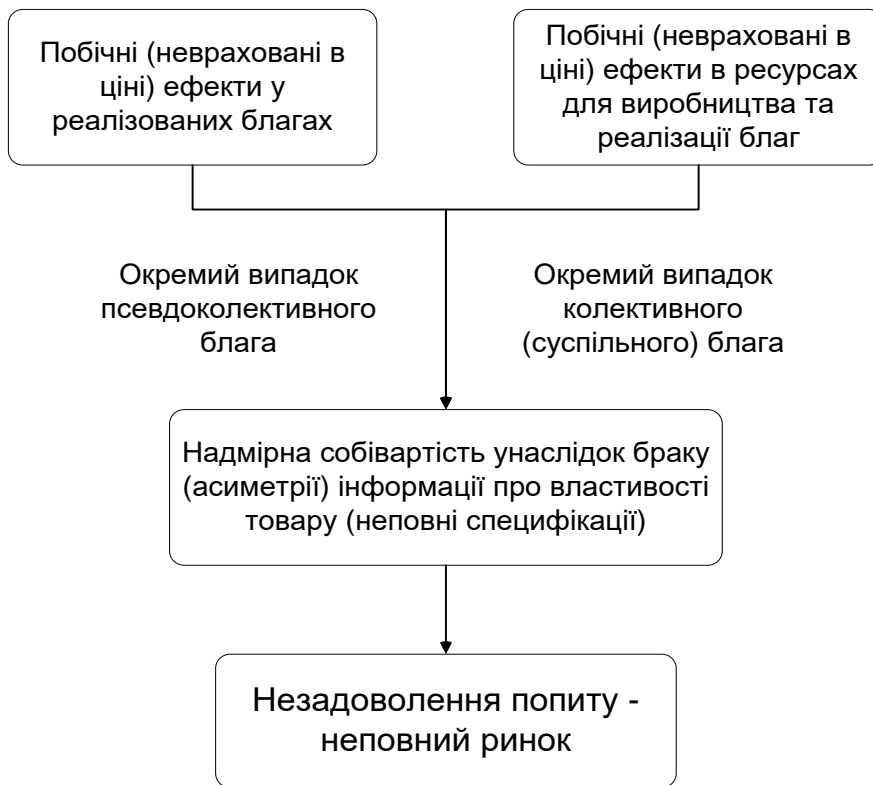 Побічні (невраховані в
ціні) ефекти у
реалізованих благах
Побічні (невраховані в
ціні) ефекти в ресурсах
для виробництва та
реалізації благ
Окремий випадок
псевдоколективного
блага
Окремий випадок
колективного
(суспільного) блага
Надмірна собівартість унаслідок браку
(асиметрії) інформації про властивості
товару (неповні специфікації)
Незадоволення попиту -
неповний ринок